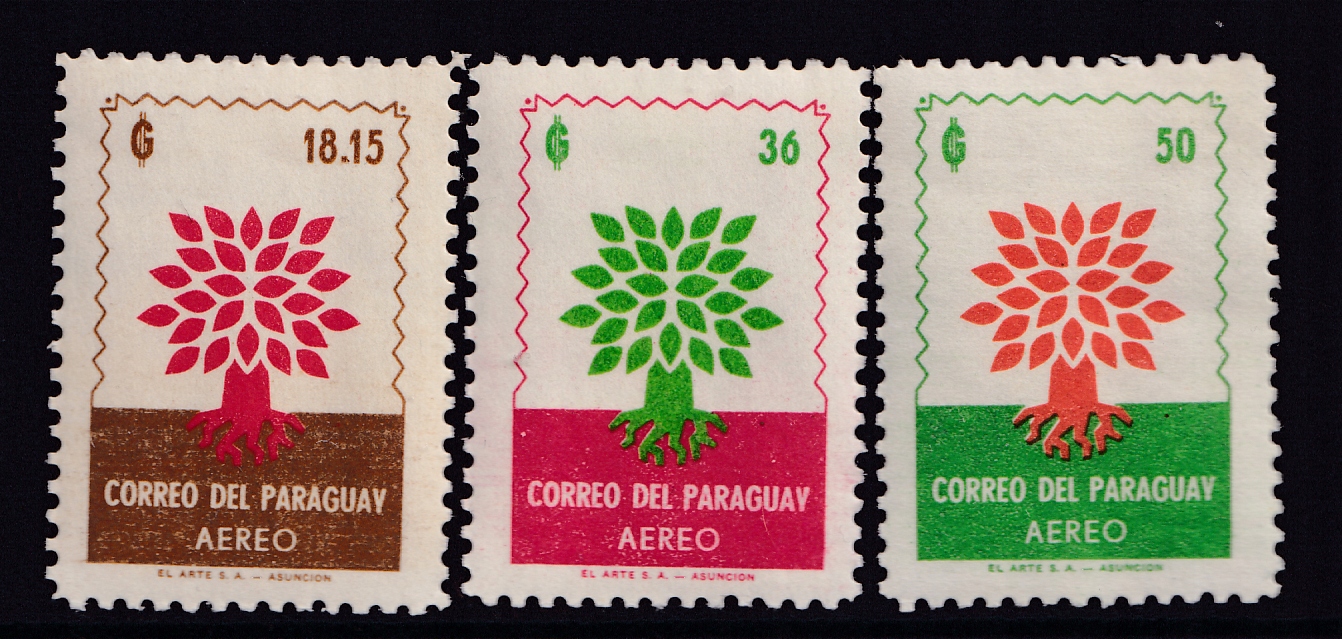 ₲ 18.15
CORREO DEL PARAGUAY
AEREO
EL ARTE S. A. — ASUNCION
₲ 36
CORREO DEL PARAGUAY
AEREO
EL ARTE S. A. — ASUNCION
₲ 50
CORREO DEL PARAGUAY
AEREO
EL ARTE S. A. — ASUNCION